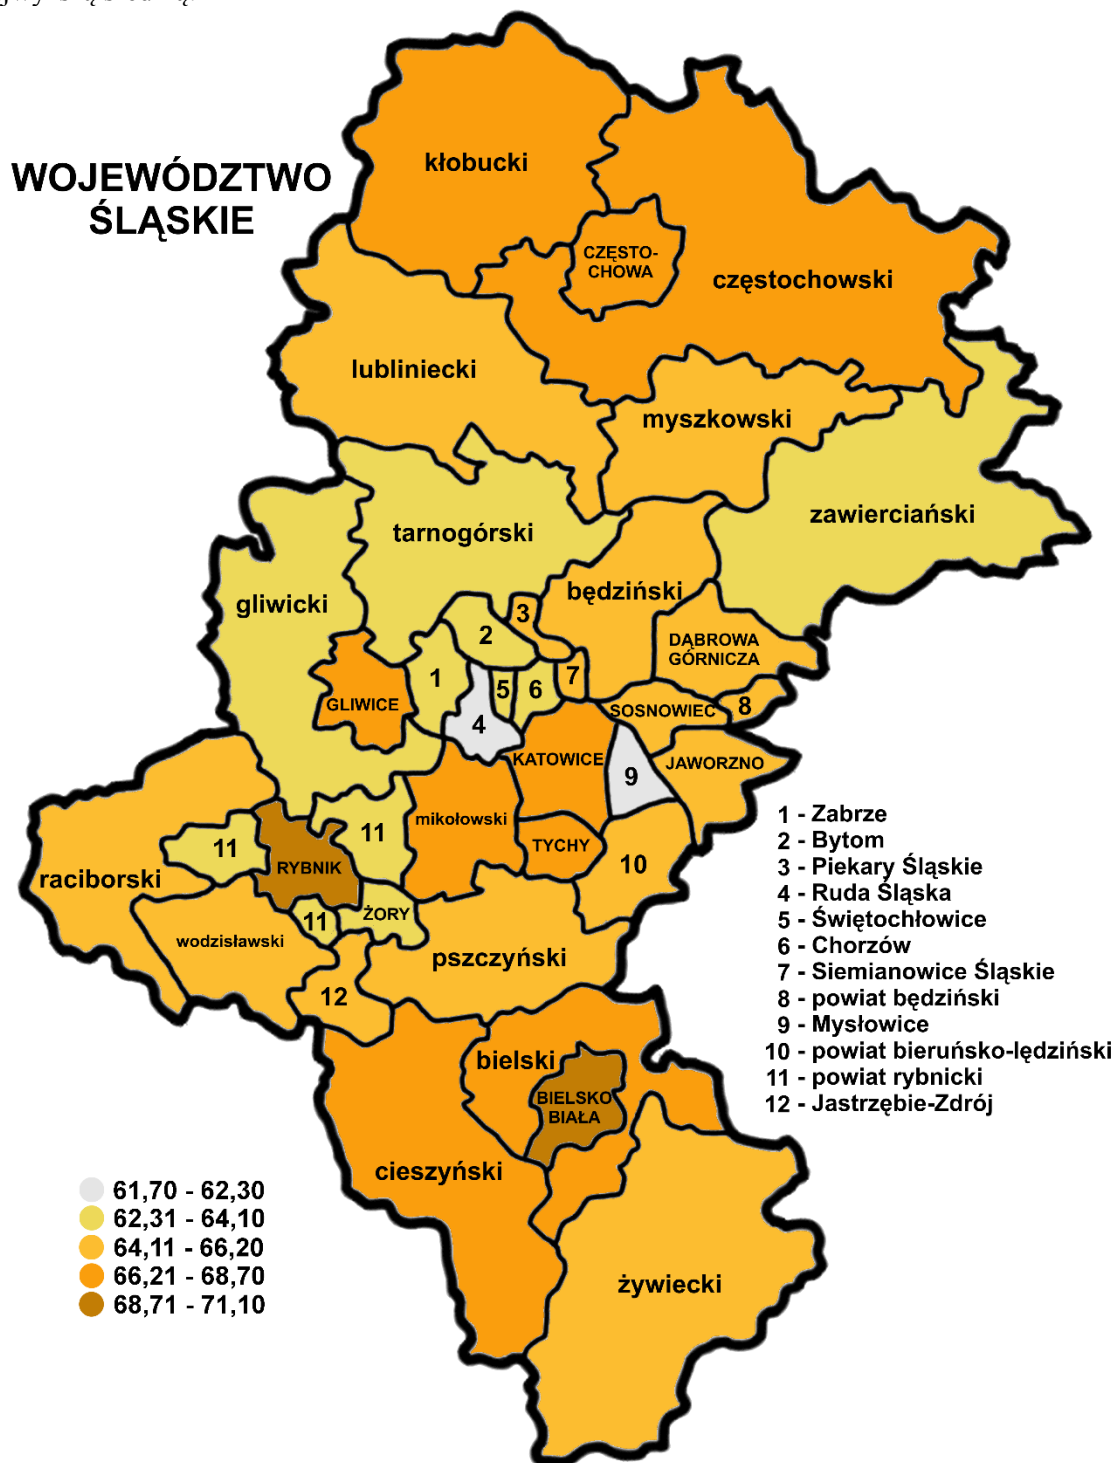 WOJEWÓDZTWO
ŚLĄSKIE
kłobucki
CZĘSTO-
CHOWA
częstochowski
lubliniecki
myszkowski
zawierciański
tarnogórski
będziński
gliwicki
3
2
DĄBROWA
GÓRNICZA
1
7
5
6
GLIWICE
8
SOSNOWIEC
4
KATOWICE
JAWORZNO
9
mikołowski
11
11
TYCHY
10
RYBNIK
raciborski
11
ŻORY
wodzisławski
pszczyński
12
bielski
BIELSKO
BIAŁA
cieszyński
żywiecki
1 - Zabrze
2 - Bytom
3 - Piekary Śląskie
4 - Ruda Śląska
5 - Świętochłowice
6 - Chorzów
7 - Siemianowice Śląskie
8 - powiat będziński
9 - Mysłowice
10 - powiat bieruńsko-lędziński
11 - powiat rybnicki
12 - Jastrzębie-Zdrój
61,70 - 62,30
62,31 - 64,10
64,11 - 66,20
66,21 - 68,70
68,71 - 71,10